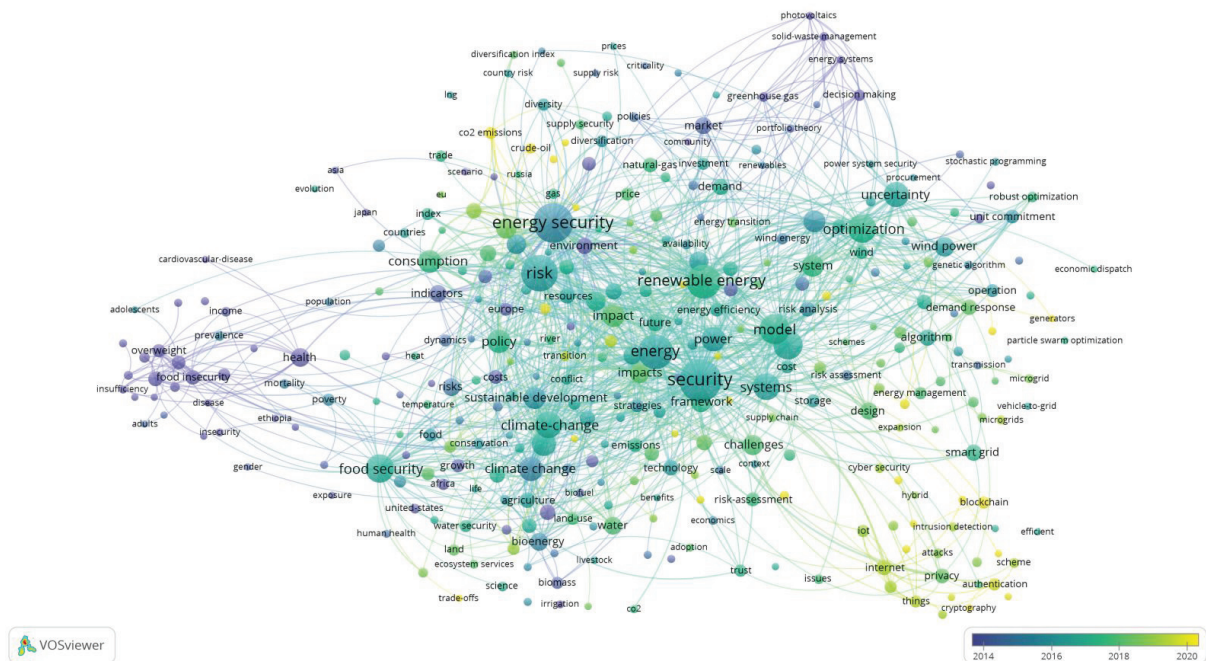 photovoltaics
solid-waste-management
diversification index
prices
energy systems
country risk
supply risk
criticality
lng
greenhouse gas
decision making
diversity
policies
supply security
market
portfolio theory
co2 emissions
diversification
community
crude-oil
trade
scenario
natural-gas
investment
renewables
power system security
stochastic programming
asia
russia
procurement
evolution
gas
price
demand
uncertainty
robust optimization
eu
japan
index
energy security
energy transition
unit commitment
countries
environment
wind energy
optimization
availability
wind power
cardiovascular-disease
consumption
wind
system
genetic algorithm
economic dispatch
risk
renewable energy
indicators
resources
operation
adolescents
income
population
europe
impact
future
energy efficiency
risk analysis
demand response
generators
prevalence
dynamics
river
model
policy
power
schemes
algorithm
particle swarm optimization
overweight
health
heat
transition
energy
cost
transmission
food insecurity
costs
conflict
impacts
security
risk assessment
microgrid
insufficiency
mortality
risks
systems
energy management
disease
poverty
sustainable development
strategies
framework
storage
vehicle-to-grid
temperature
supply chain
design
microgrids
adults
ethiopia
expansion
insecurity
food
climate-change
conservation
emissions
challenges
smart grid
gender
food security
growth
climate change
technology
scale
context
cyber security
africa
life
exposure
biofuel
benefits
hybrid
united-states
agriculture
risk-assessment
blockchain
land-use
economics
water security
water
iot
intrusion detection
human health
bioenergy
efficient
land
adoption
attacks
ecosystem services
livestock
trust
internet
scheme
science
biomass
issues
privacy
authentication
trade-offs
irrigation
things
cryptography
co2
VOSviewer
2014
2016
2018
2020